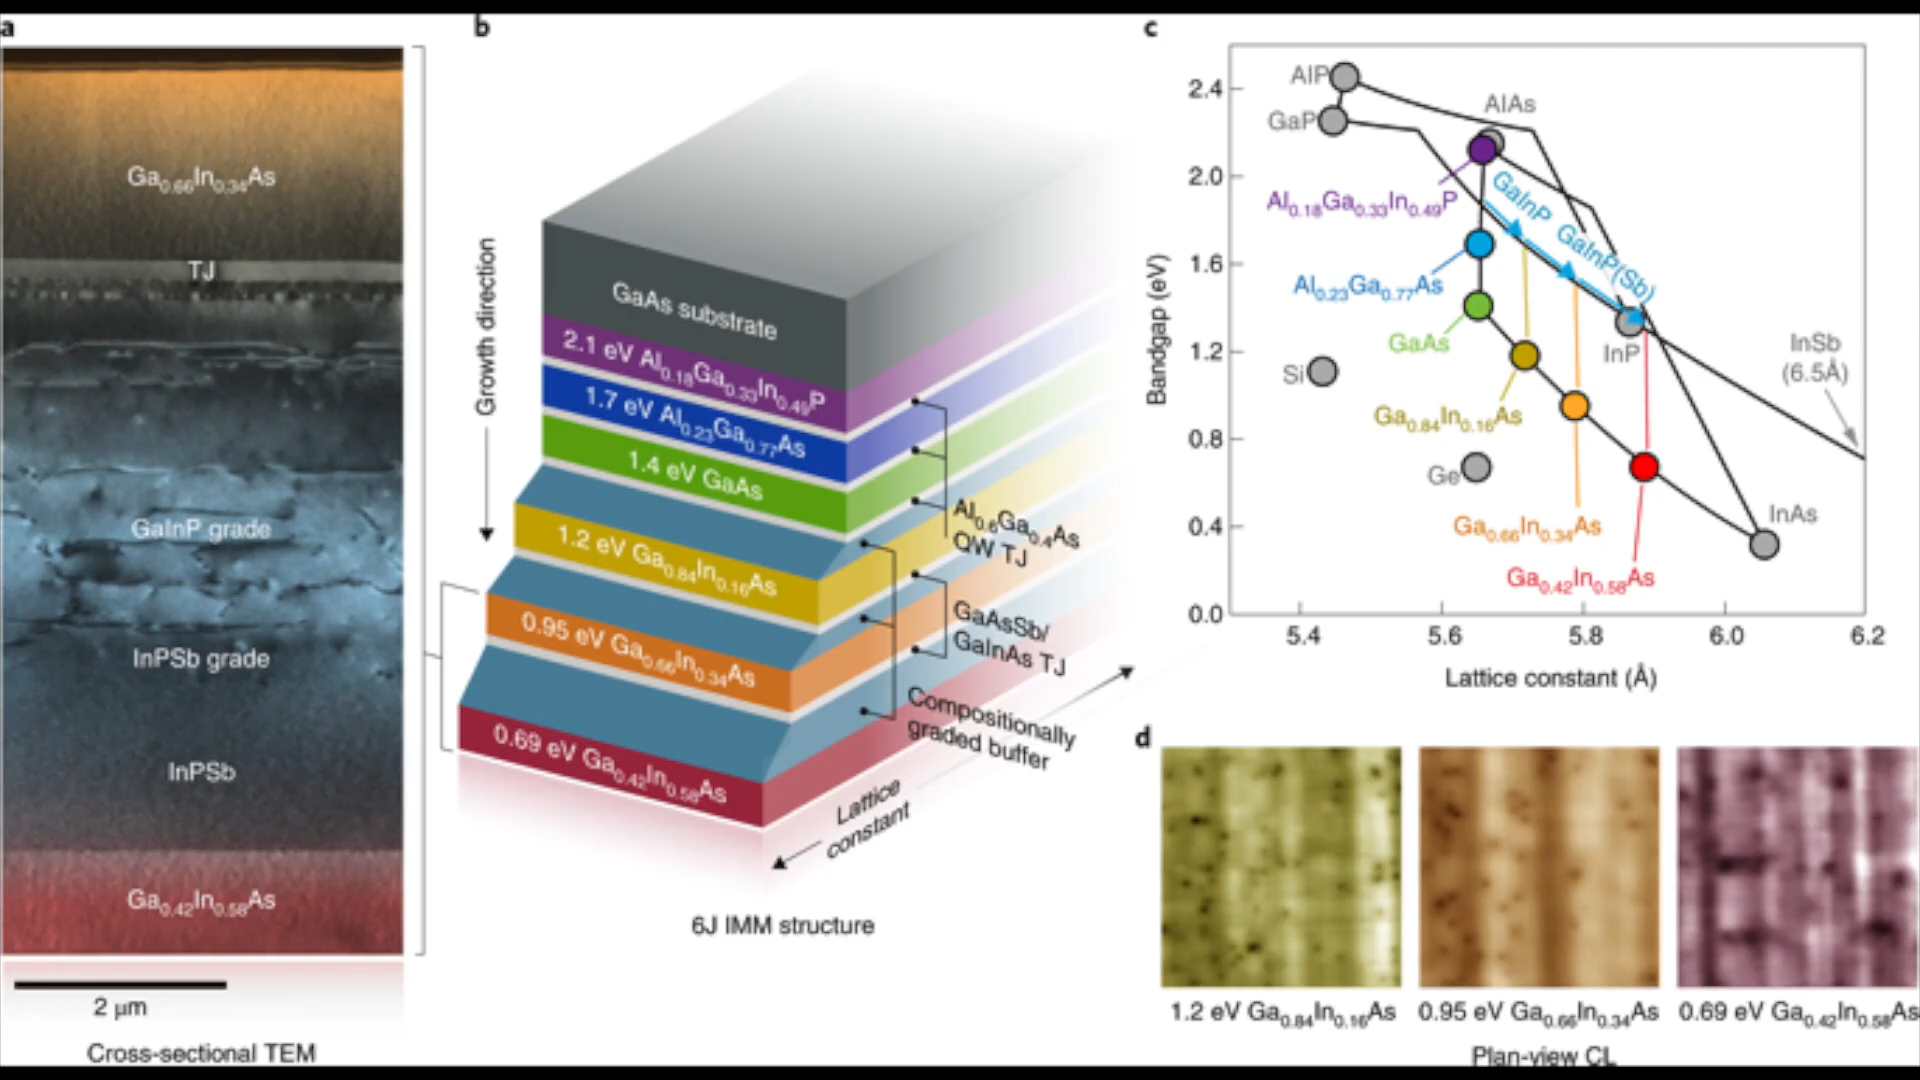 a
Ga0.66In0.34As
TJ
GaInP grade
InPSb grade
InPSb
Ga0.42In0.58As
2 μm
Cross-sectional TEM
b
Growth direction
GaAs substrate
2.1 eV Al0.18Ga0.33In0.49P
1.7 eV Al0.23Ga0.77As
1.4 eV GaAs
1.2 eV Ga0.84In0.16As
0.95 eV Ga0.66In0.34As
0.69 eV Ga0.42In0.58As
Al0.6Ga0.4As
QW TJ
GaAsSb/
GaInAs TJ
Compositionally
graded buffer
Lattice
constant
6J IMM structure
c
Bandgap (eV)
2.4
2.0
1.6
1.2
0.8
0.4
0.0
AlP
GaP
AlAs
Al0.18Ga0.33In0.49P
GaInP
GaInP(Sb)
Al0.23Ga0.77As
GaAs
InP
InSb
(6.5Å)
Si
Ga0.84In0.16As
Ge
Ga0.66In0.34As
InAs
Ga0.42In0.58As
5.4
5.6
5.8
6.0
6.2
Lattice constant (Å)
d
1.2 eV Ga0.84In0.16As
0.95 eV Ga0.66In0.34As
0.69 eV Ga0.42In0.58As
Plan-view CL